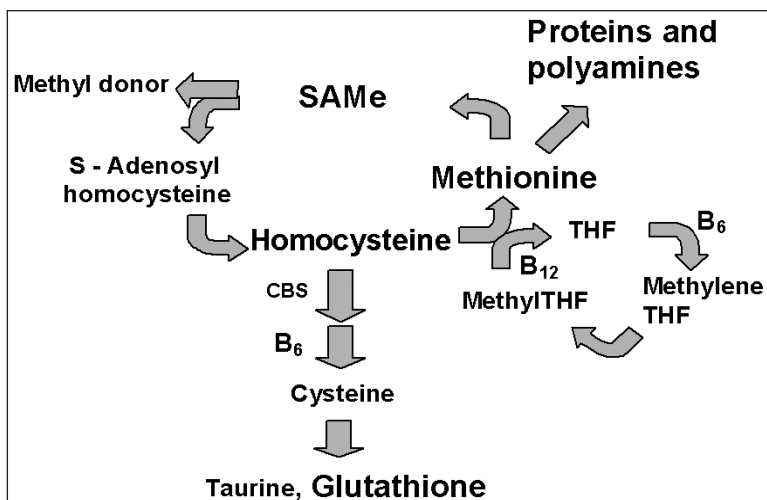 Proteins and
polyamines
Methyl donor
SAMe
S - Adenosyl
homocysteine
Methionine
Homocysteine
THF
B6
B12
MethylTHF
Methylene
THF
CBS
B6
Cysteine
Taurine, Glutathione